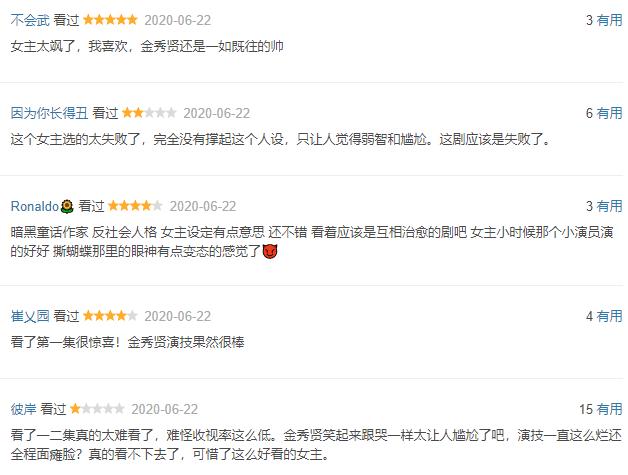 不会武 看过 ★★★★★ 2020-06-22 3 有用
女主太飒了，我喜欢，金秀贤还是一如既往的帅
因为你长得丑 看过 ★★☆☆☆ 2020-06-22 6 有用
这个女主选的太失败了，完全没有撑起这个人设，只让人觉得弱智和尴尬。这剧应该是失败了。
Ronaldo🌻 看过 ★★★★☆ 2020-06-22 3 有用
暗黑童话作家 反社会人格 女主设定有点意思 还不错 看着应该是互相治愈的剧吧 女主小时候那个小演员演
的好好 撕蝴蝶那里的眼神有点变态的感觉了😈
崔乂园 看过 ★★★★☆ 2020-06-22 4 有用
看了第一集很惊喜！金秀贤演技果然很棒
彼岸 看过 ★☆☆☆☆ 2020-06-22 15 有用
看了一二集真的太难看了，难怪收视率这么低。金秀贤笑起来跟哭一样太让人尴尬了吧，演技一直这么烂还
全程面瘫脸？真的看不下去了，可惜了这么好看的女主。